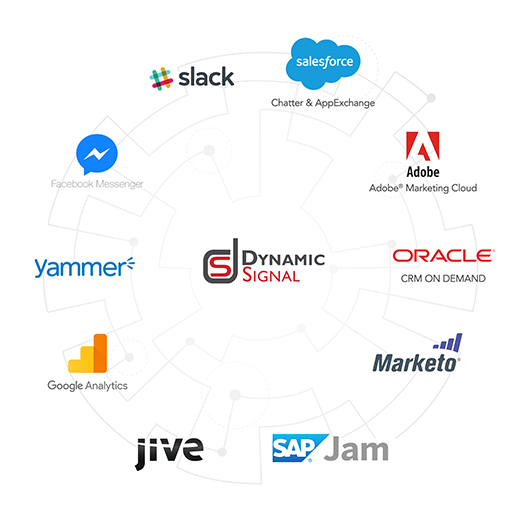 slack
salesforce
Chatter & AppExchange
Facebook Messenger
Adobe
Adobe® Marketing Cloud
yammer
DS DYNAMIC
SIGNAL
ORACLE®
CRM ON DEMAND
Google Analytics
Marketo®
jive
SAP® Jam